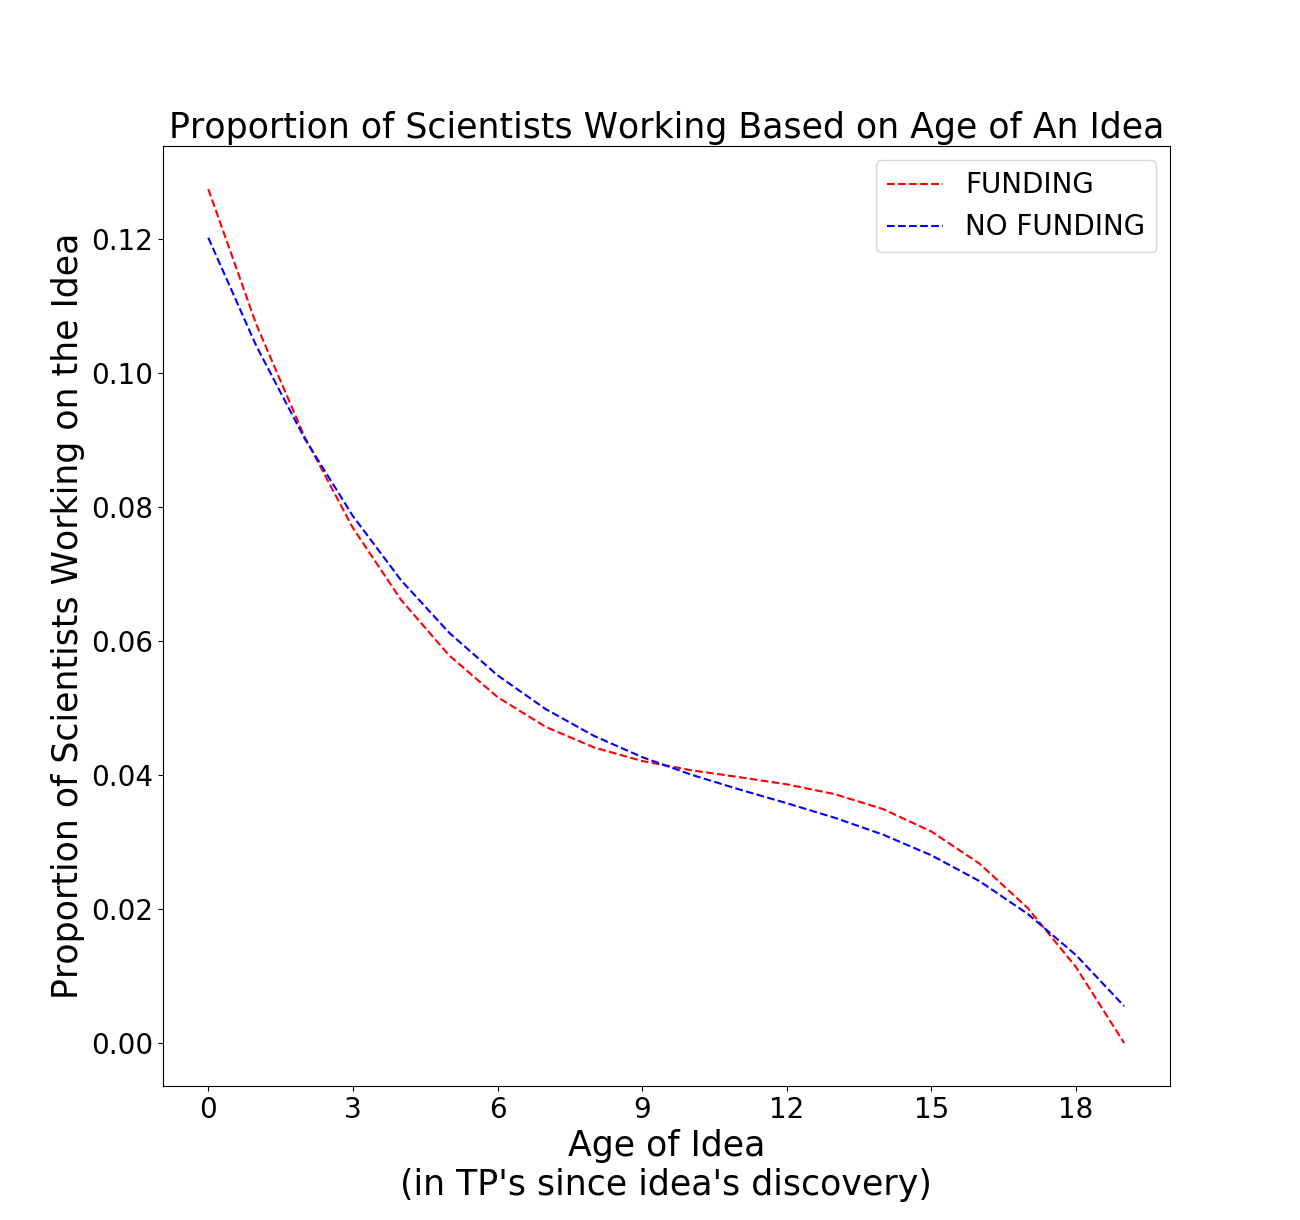 Proportion of Scientists Working Based on Age of An Idea
FUNDING
NO FUNDING
Proportion of Scientists Working on the Idea
0.12
0.10
0.08
0.06
0.04
0.02
0.00
0 3 6 9 12 15 18
Age of Idea
(in TP's since idea's discovery)